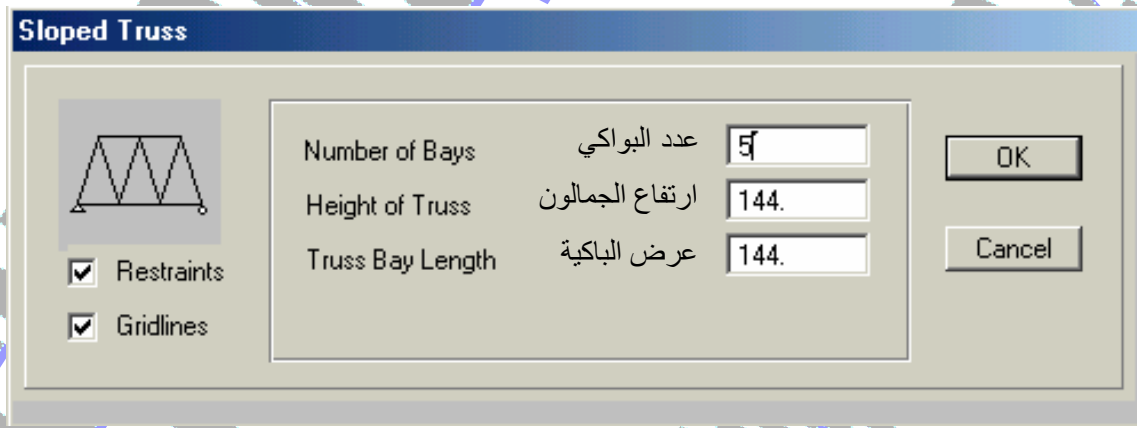 Sloped Truss
Number of Bays عدد البواكي 5
Height of Truss ارتفاع الجمالون 144.
Truss Bay Length عرض الباكية 144.
Restraints
Gridlines
OK
Cancel